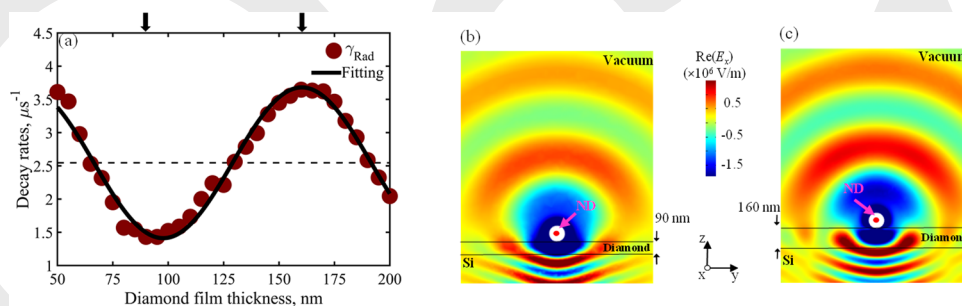 (a)
γRad
Fitting
4.5
4
3.5
3
2.5
2
1.5
1
Decay rates, μs⁻¹
50 75 100 125 150 175 200
Diamond film thickness, nm
(b)
Vacuum
ND
Diamond
Si
90 nm
Re(Eₓ)
(×10⁶ V/m)
0.5
-0.5
-1.5
z
x
y
(c)
Vacuum
ND
160 nm
Diamond
Si